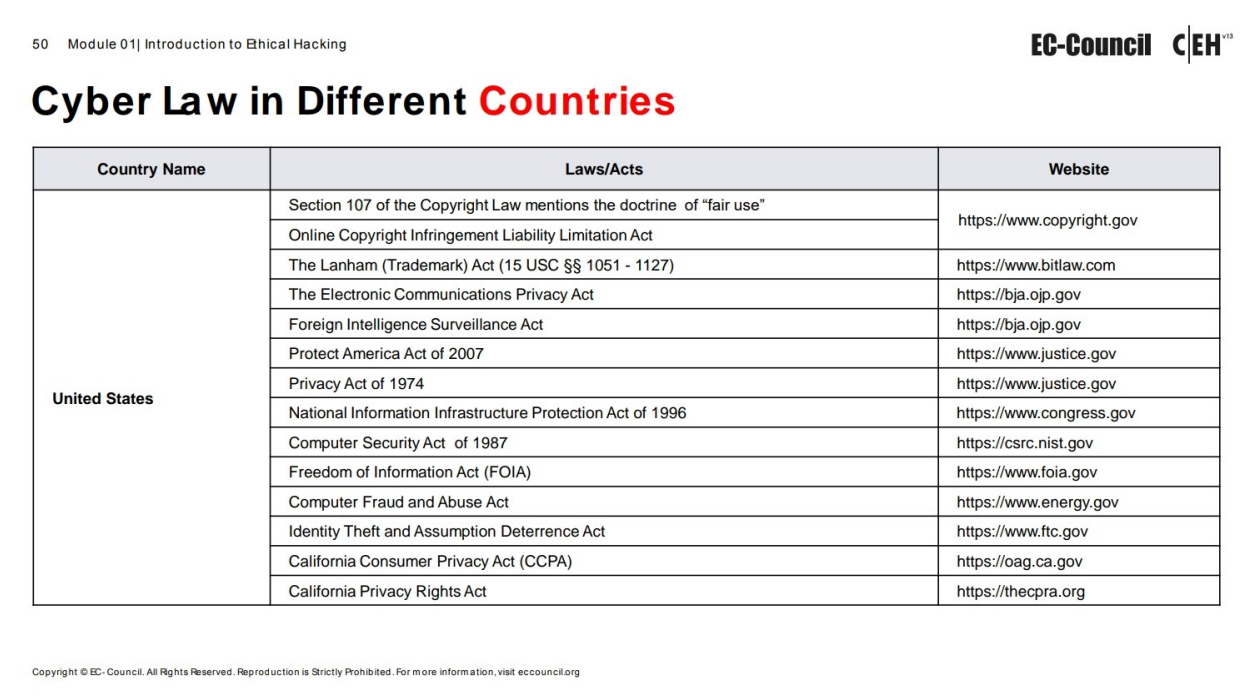 50 Module 01| Introduction to Ethical Hacking
EC-Council C|EH v13
Cyber Law in Different Countries
Country Name Laws/Acts Website
Section 107 of the Copyright Law mentions the doctrine of “fair use”
https://www.copyright.gov
Online Copyright Infringement Liability Limitation Act
The Lanham (Trademark) Act (15 USC §§ 1051 - 1127) https://www.bitlaw.com
The Electronic Communications Privacy Act https://bja.ojp.gov
Foreign Intelligence Surveillance Act https://bja.ojp.gov
Protect America Act of 2007 https://www.justice.gov
Privacy Act of 1974 https://www.justice.gov
United States
National Information Infrastructure Protection Act of 1996 https://www.congress.gov
Computer Security Act of 1987 https://csrc.nist.gov
Freedom of Information Act (FOIA) https://www.foia.gov
Computer Fraud and Abuse Act https://www.energy.gov
Identity Theft and Assumption Deterrence Act https://www.ftc.gov
California Consumer Privacy Act (CCPA) https://oag.ca.gov
California Privacy Rights Act https://thecpra.org
Copyright © EC-Council. All Rights Reserved. Reproduction is Strictly Prohibited. For more information, visit eccouncil.org